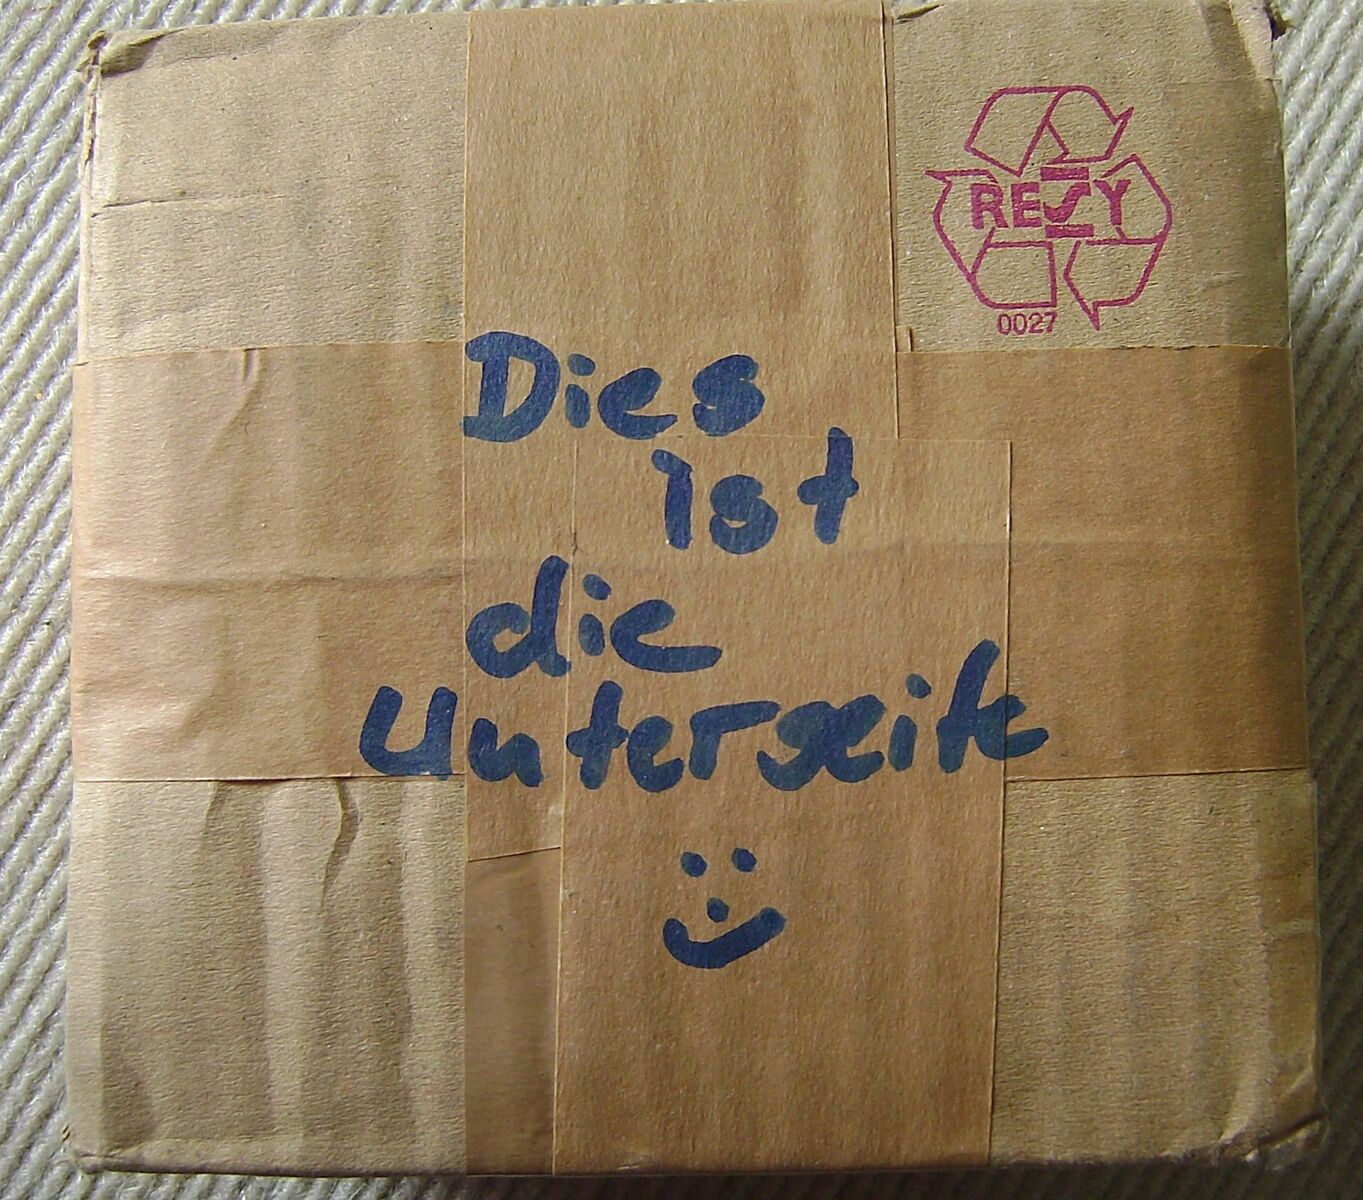 RESY
0027
Dies
ist
die
Unterseite